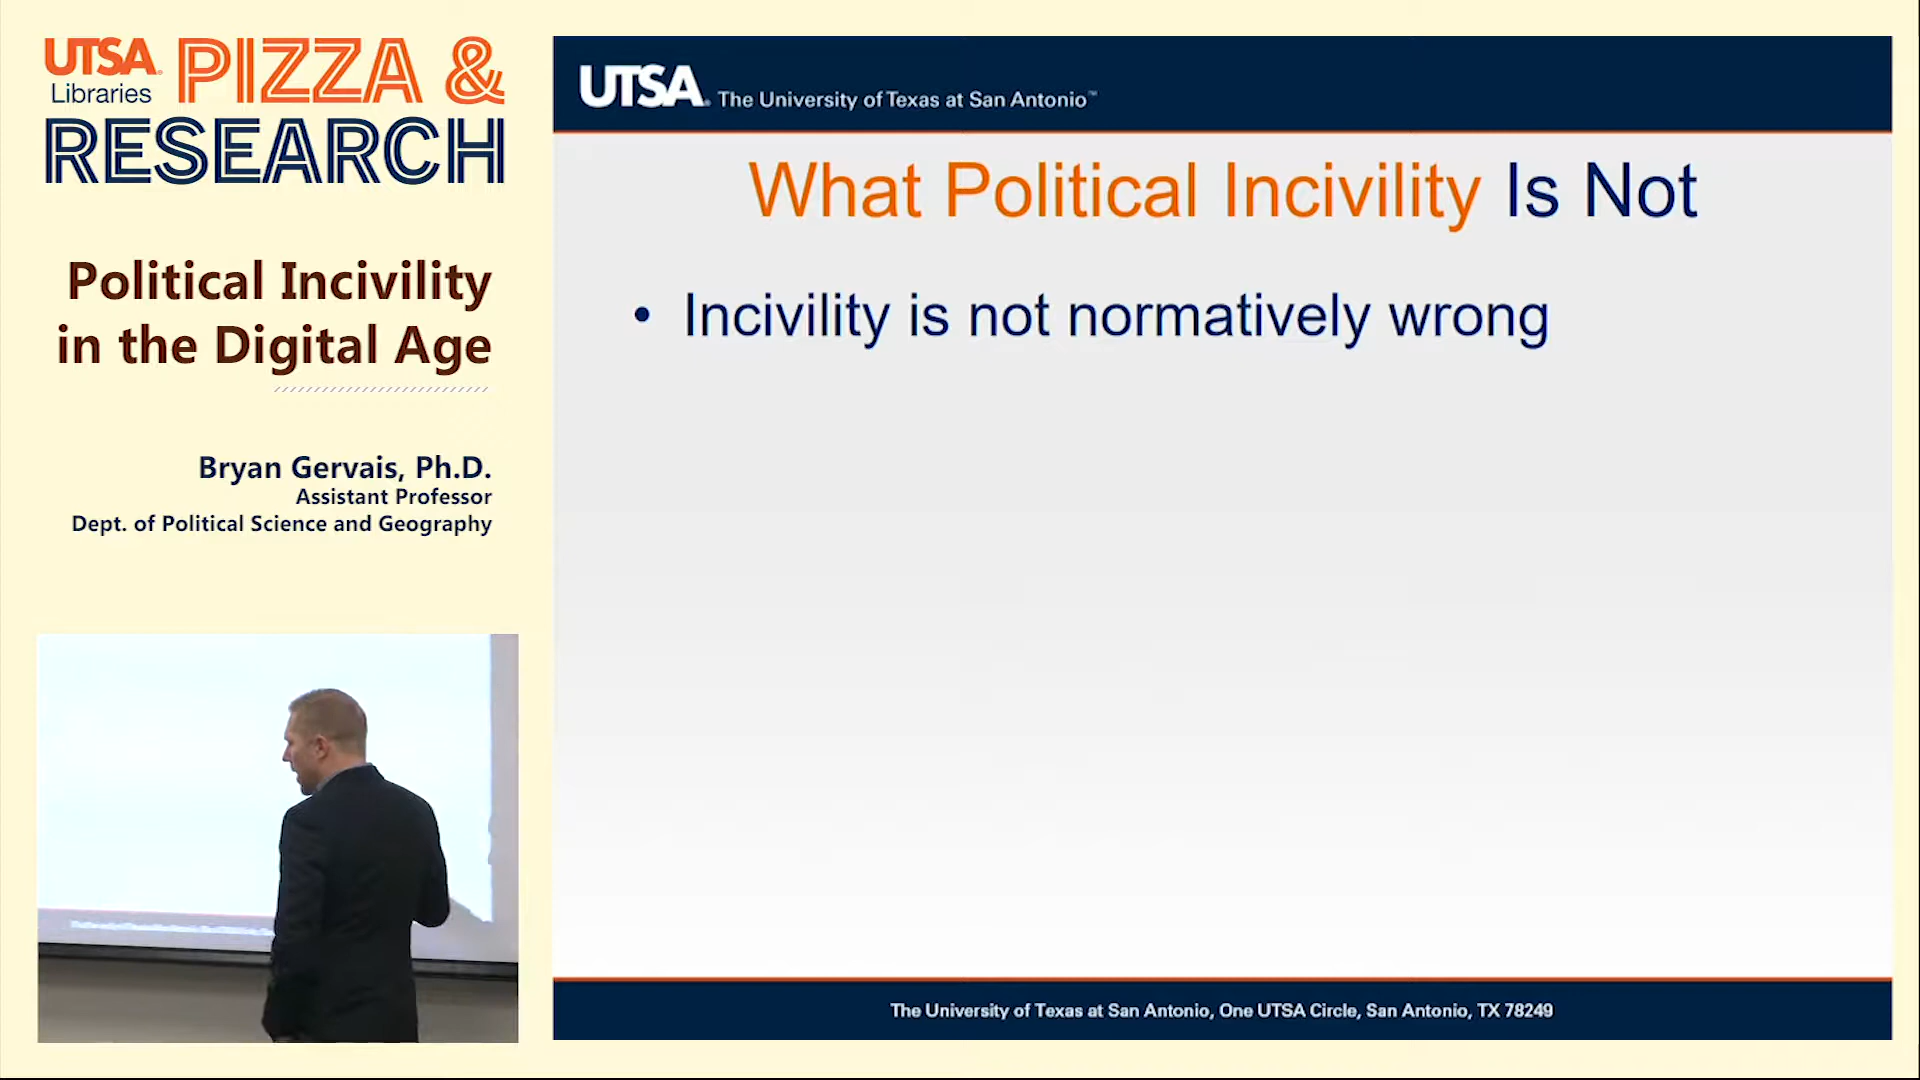 UTSA Libraries
PIZZA &
RESEARCH
Political Incivility
in the Digital Age
Bryan Gervais, Ph.D.
Assistant Professor
Dept. of Political Science and Geography
UTSA. The University of Texas at San Antonio™
What Political Incivility Is Not
• Incivility is not normatively wrong
The University of Texas at San Antonio, One UTSA Circle, San Antonio, TX 78249